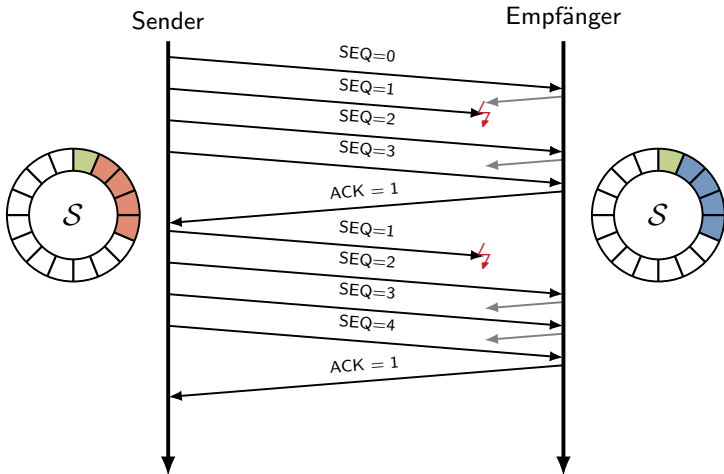 Sender
Empfänger
SEQ=0
SEQ=1
SEQ=2
SEQ=3
ACK = 1
S
S
SEQ=1
SEQ=2
SEQ=3
SEQ=4
ACK = 1